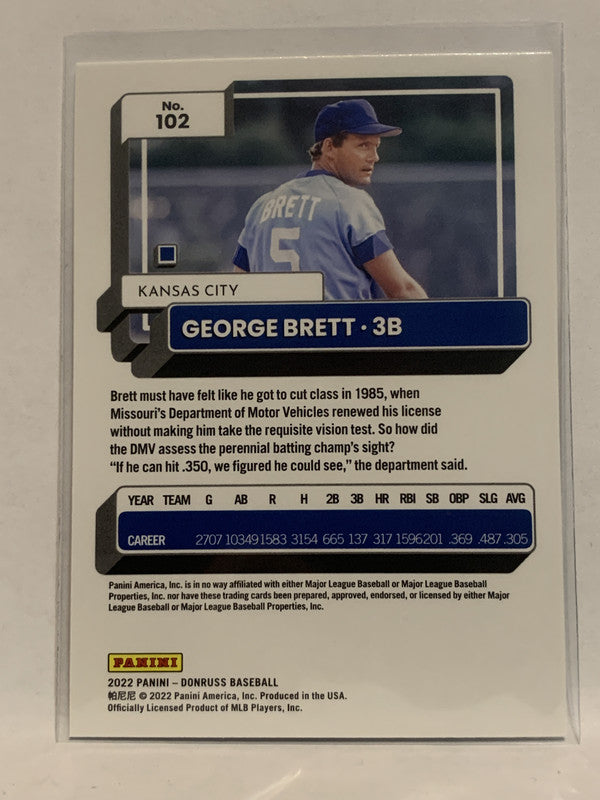 No.
102
BRETT
5
KANSAS CITY
GEORGE BRETT · 3B
Brett must have felt like he got to cut class in 1985, when
Missouri's Department of Motor Vehicles renewed his license
without making him take the requisite vision test. So how did
the DMV assess the perennial batting champ's sight?
“If he can hit .350, we figured he could see,” the department said.
YEAR TEAM G AB R H 2B 3B HR RBI SB OBP SLG AVG
CAREER 2707 10349 1583 3154 665 137 317 1596 201 .369 .487 .305
Panini America, Inc. is in no way affiliated with either Major League Baseball or Major League Baseball
Properties, Inc. nor have these trading cards been prepared, approved, endorsed, or licensed by either Major
League Baseball or Major League Baseball Properties, Inc.
PANINI
2022 PANINI – DONRUSS BASEBALL
帕尼尼 © 2022 Panini America, Inc. Produced in the USA.
Officially Licensed Product of MLB Players, Inc.